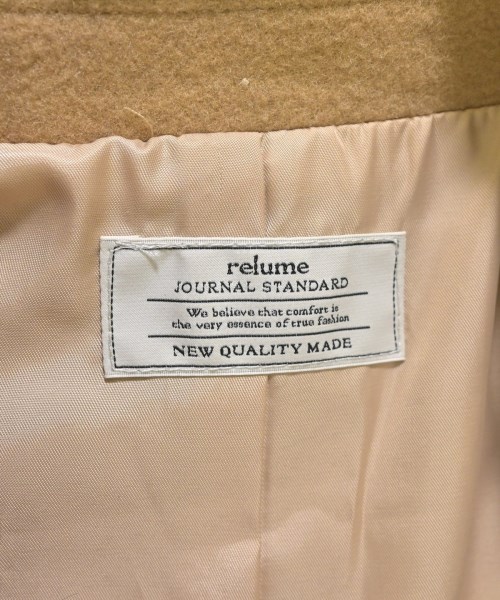 relume
JOURNAL STANDARD
We believe that comfort is
the very essence of true fashion
NEW QUALITY MADE